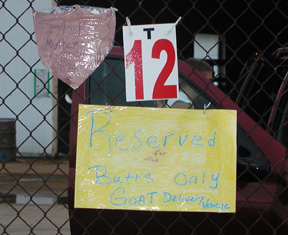 T
12
Reserved
for
Butts Only
GOAT Delivery
Vehicle